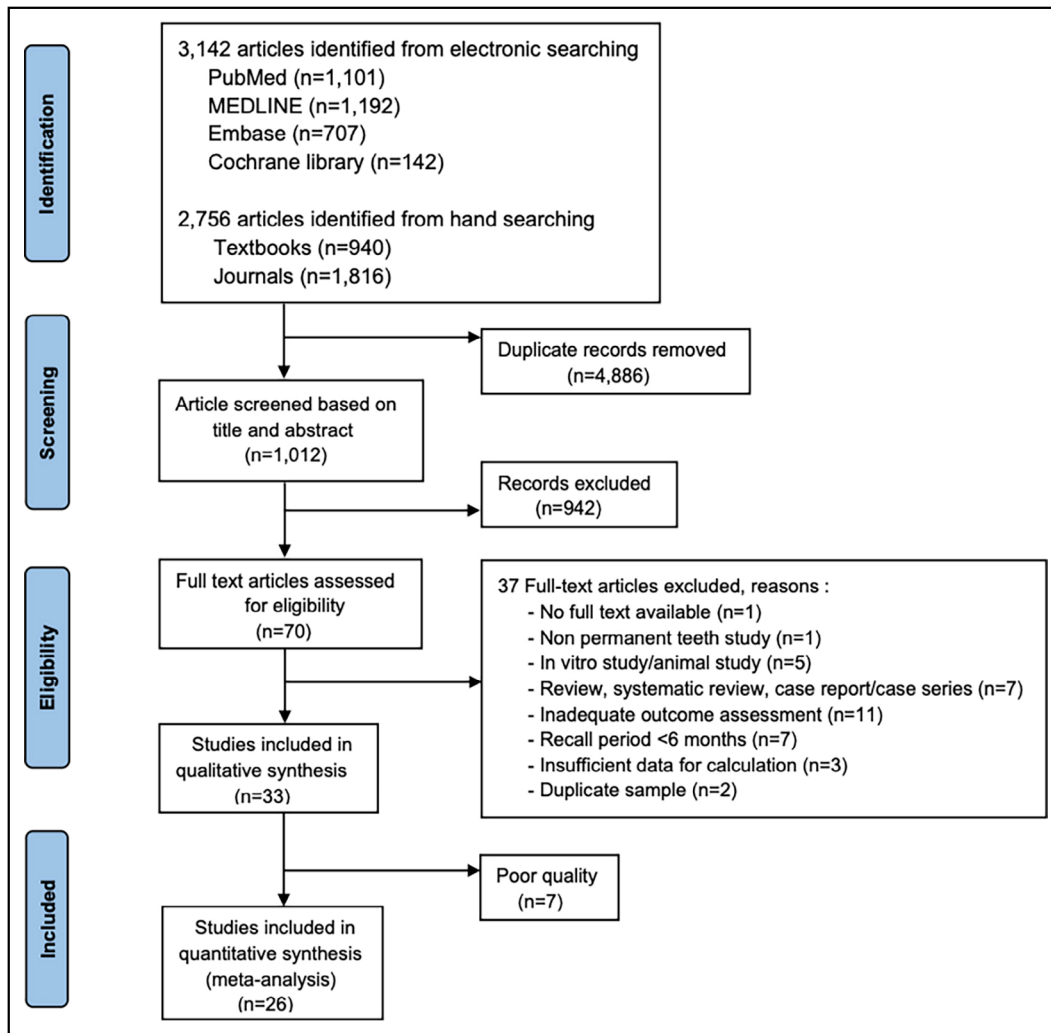 Identification
3,142 articles identified from electronic searching
PubMed (n=1,101)
MEDLINE (n=1,192)
Embase (n=707)
Cochrane library (n=142)
2,756 articles identified from hand searching
Textbooks (n=940)
Journals (n=1,816)
Screening
Duplicate records removed
(n=4,886)
Article screened based on
title and abstract
(n=1,012)
Records excluded
(n=942)
Eligibility
Full text articles assessed
for eligibility
(n=70)
37 Full-text articles excluded, reasons :
- No full text available (n=1)
- Non permanent teeth study (n=1)
- In vitro study/animal study (n=5)
- Review, systematic review, case report/case series (n=7)
- Inadequate outcome assessment (n=11)
- Recall period <6 months (n=7)
- Insufficient data for calculation (n=3)
- Duplicate sample (n=2)
Studies included in
qualitative synthesis
(n=33)
Included
Poor quality
(n=7)
Studies included in
quantitative synthesis
(meta-analysis)
(n=26)